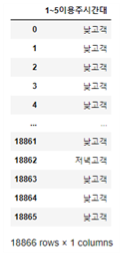 1~5이용주시간대
0 낮고객
1 낮고객
2 낮고객
3 낮고객
4 낮고객
... ...
18861 낮고객
18862 저녁고객
18863 낮고객
18864 낮고객
18865 낮고객
18866 rows × 1 columns